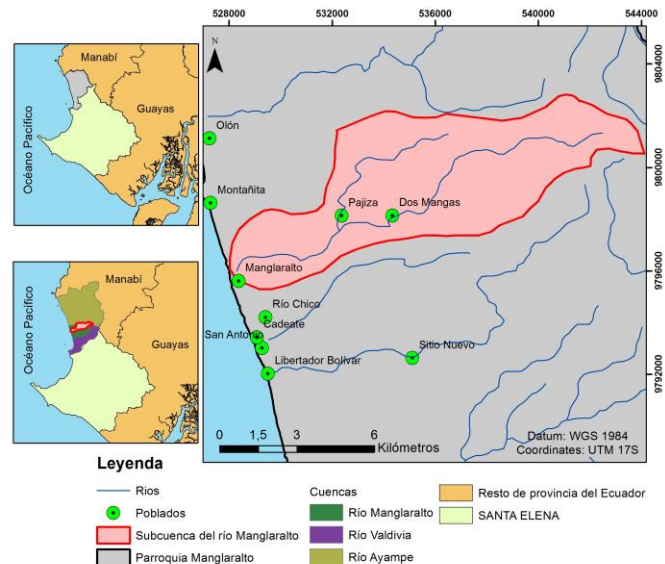 528000 532000 536000 540000 544000
9804000
9800000
9796000
9792000
N
Manabí
Guayas
Océano Pacífico
Manabí
Guayas
Océano Pacífico
Olón
Montañita
Pajiza
Dos Mangas
Manglaralto
Río Chico
Cadeate
San Antonio
Sitio Nuevo
Libertador Bolívar
0 1,5 3 6
Kilómetros
Datum: WGS 1984
Coordinates: UTM 17S
Leyenda
Rios
Poblados
Subcuenca del río Manglaralto
Parroquia Manglaralto
Cuencas
Río Manglaralto
Río Valdivia
Río Ayampe
Resto de provincia del Ecuador
SANTA ELENA